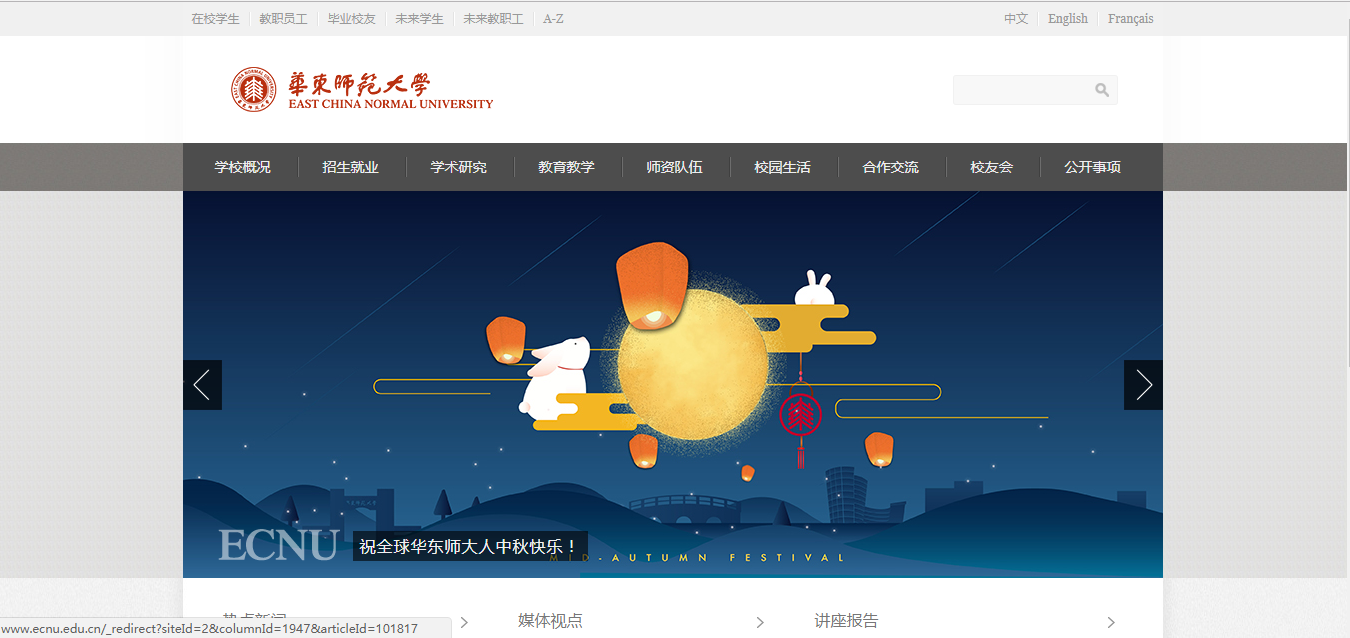 在校学生 教职员工 毕业校友 未来学生 未来教职工 A-Z 中文 English Français
華東師範大學
EAST CHINA NORMAL UNIVERSITY
学校概况 招生就业 学术研究 教育教学 师资队伍 校园生活 合作交流 校友会 公开事项
ECNU 祝全球华东师大人中秋快乐！
MID-AUTUMN FESTIVAL
热点新闻 媒体视点 讲座报告
www.ecnu.edu.cn/_redirect?siteId=2&columnId=1947&articleId=101817